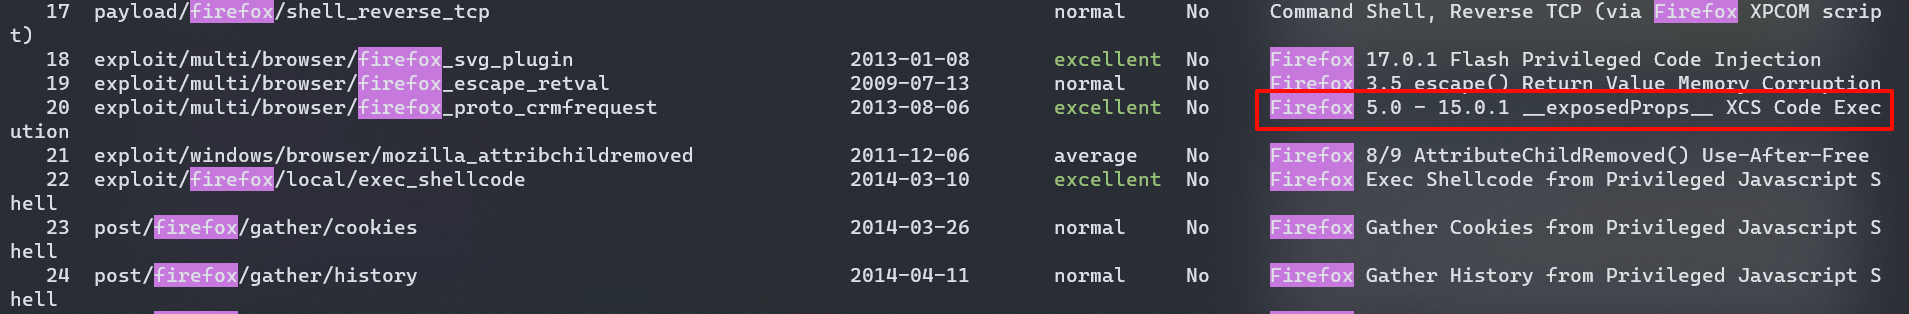 17 payload/firefox/shell_reverse_tcp normal No Command Shell, Reverse TCP (via Firefox XPCOM scrip
t)
18 exploit/multi/browser/firefox_svg_plugin 2013-01-08 excellent No Firefox 17.0.1 Flash Privileged Code Injection
19 exploit/multi/browser/firefox_escape_retval 2009-07-13 normal No Firefox 3.5 escape() Return Value Memory Corruption
20 exploit/multi/browser/firefox_proto_crmfrequest 2013-08-06 excellent No Firefox 5.0 - 15.0.1 __exposedProps__ XCS Code Exec
ution
21 exploit/windows/browser/mozilla_attribchildremoved 2011-12-06 average No Firefox 8/9 AttributeChildRemoved() Use-After-Free
22 exploit/firefox/local/exec_shellcode 2014-03-10 excellent No Firefox Exec Shellcode from Privileged Javascript S
hell
23 post/firefox/gather/cookies 2014-03-26 normal No Firefox Gather Cookies from Privileged Javascript S
hell
24 post/firefox/gather/history 2014-04-11 normal No Firefox Gather History from Privileged Javascript S
hell